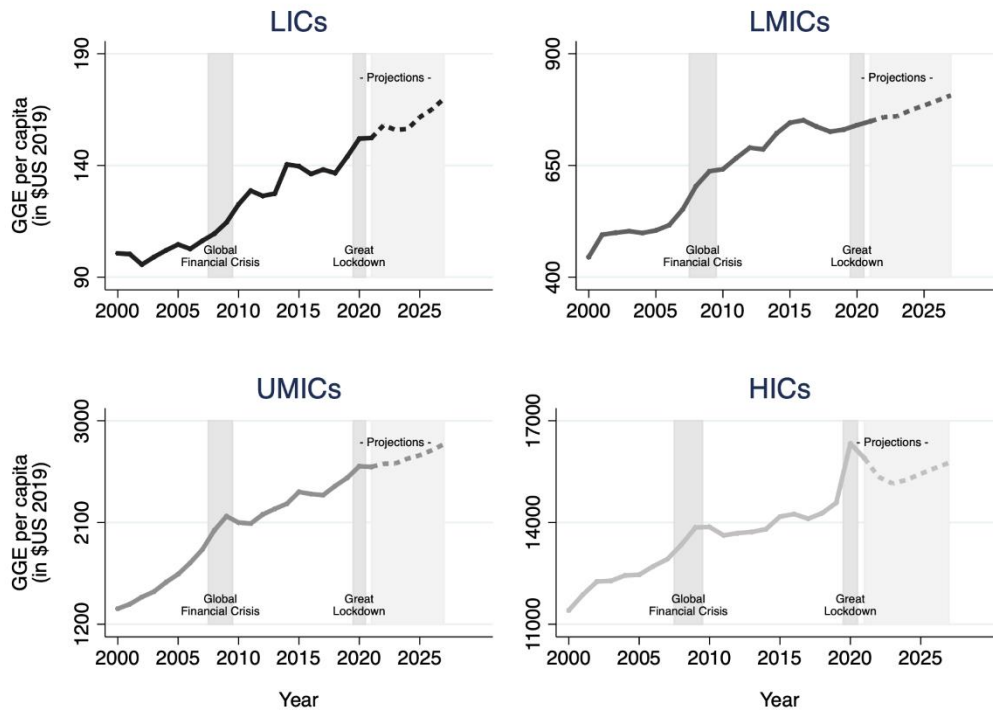 LICs
GGE per capita
(in $US 2019)
190
140
90
- Projections -
Global
Financial Crisis
Great
Lockdown
2000 2005 2010 2015 2020 2025
LMICs
900
650
400
- Projections -
Global
Financial Crisis
Great
Lockdown
2000 2005 2010 2015 2020 2025
UMICs
GGE per capita
(in $US 2019)
3000
2100
1200
- Projections -
Global
Financial Crisis
Great
Lockdown
2000 2005 2010 2015 2020 2025
Year
HICs
17000
14000
11000
- Projections -
Global
Financial Crisis
Great
Lockdown
2000 2005 2010 2015 2020 2025
Year